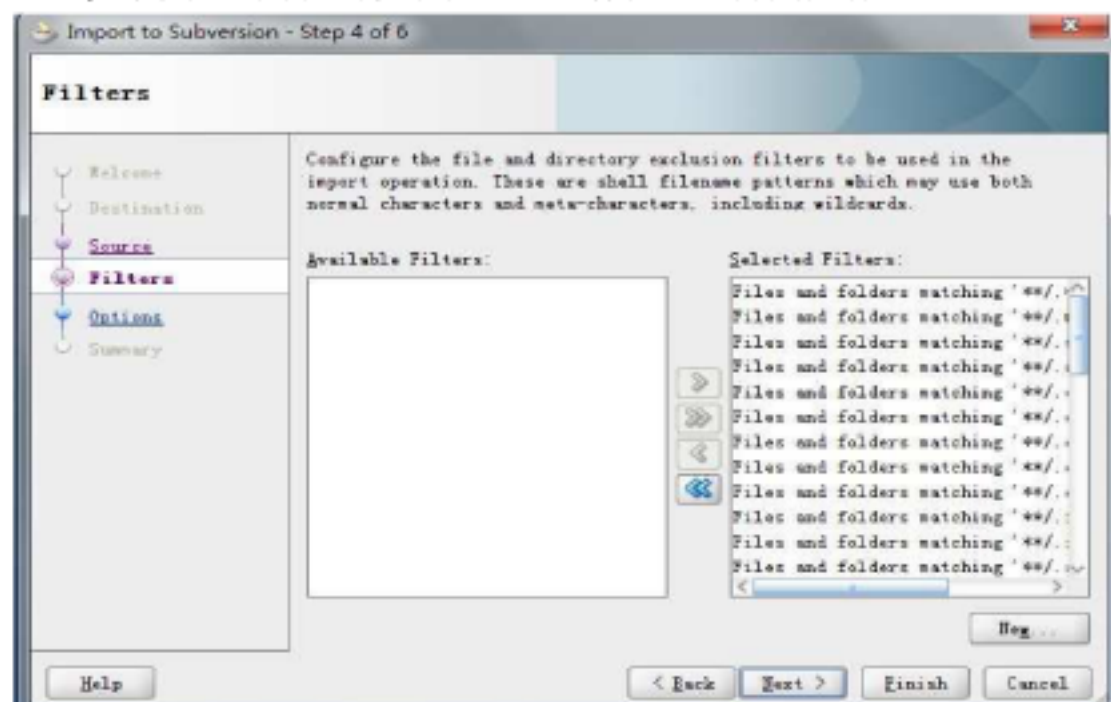 Import to Subversion - Step 4 of 6
Filters
Welcome
Destination
Source
Filters
Options
Summary
Configure the file and directory exclusion filters to be used in the
import operation. These are shell filename patterns which may use both
normal characters and meta-characters, including wildcards.
Available Filters:
Selected Filters:
Files and folders matching '**/.
Files and folders matching '**/.
Files and folders matching '**/.
Files and folders matching '**/.
Files and folders matching '**/.
Files and folders matching '**/.
Files and folders matching '**/.
Files and folders matching '**/.
Files and folders matching '**/.
Files and folders matching '**/.
Files and folders matching '**/.
Files and folders matching '**/.
New...
Help
< Back
Next >
Finish
Cancel